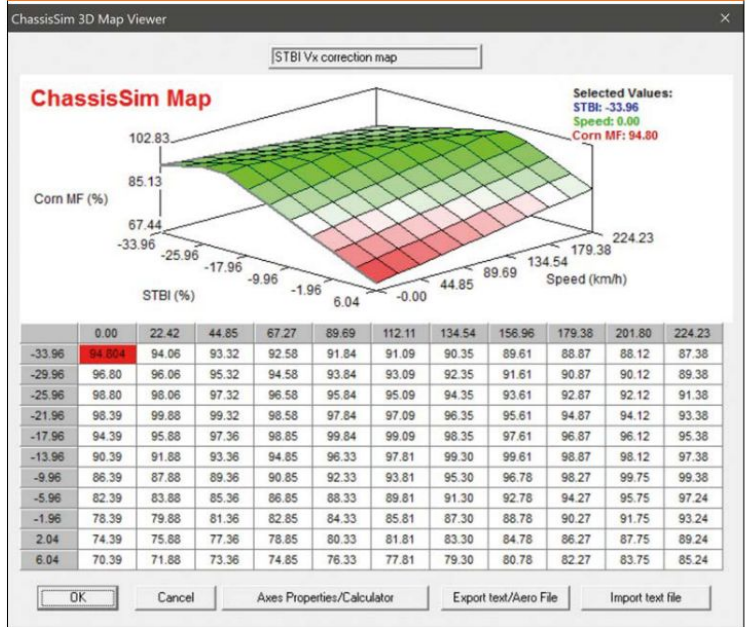 ChassisSim 3D Map Viewer
STBI Vx correction map
ChassisSim Map
Selected Values:
STBI: -33.96
Speed: 0.00
Corn MF: 94.80
102.83
85.13
67.44
Corn MF (%)
-33.96
-25.96
-17.96
-9.96
-1.96
6.04
STBI (%)
-0.00
44.85
89.69
134.54
179.38
224.23
Speed (km/h)
0.00 22.42 44.85 67.27 89.69 112.11 134.54 156.96 179.38 201.80 224.23
-33.96 94.804 94.06 93.32 92.58 91.84 91.09 90.35 89.61 88.87 88.12 87.38
-29.96 96.80 96.06 95.32 94.58 93.84 93.09 92.35 91.61 90.87 90.12 89.38
-25.96 98.80 98.06 97.32 96.58 95.84 95.09 94.35 93.61 92.87 92.12 91.38
-21.96 98.39 99.88 99.32 98.58 97.84 97.09 96.35 95.61 94.87 94.12 93.38
-17.96 94.39 95.88 97.36 98.85 99.84 99.09 98.35 97.61 96.87 96.12 95.38
-13.96 90.39 91.88 93.36 94.85 96.33 97.81 99.30 99.61 98.87 98.12 97.38
-9.96 86.39 87.88 89.36 90.85 92.33 93.81 95.30 96.78 98.27 99.75 99.38
-5.96 82.39 83.88 85.36 86.85 88.33 89.81 91.30 92.78 94.27 95.75 97.24
-1.96 78.39 79.88 81.36 82.85 84.33 85.81 87.30 88.78 90.27 91.75 93.24
2.04 74.39 75.88 77.36 78.85 80.33 81.81 83.30 84.78 86.27 87.75 89.24
6.04 70.39 71.88 73.36 74.85 76.33 77.81 79.30 80.78 82.27 83.75 85.24
OK Cancel Axes Properties/Calculator Export text/Aero File Import text file